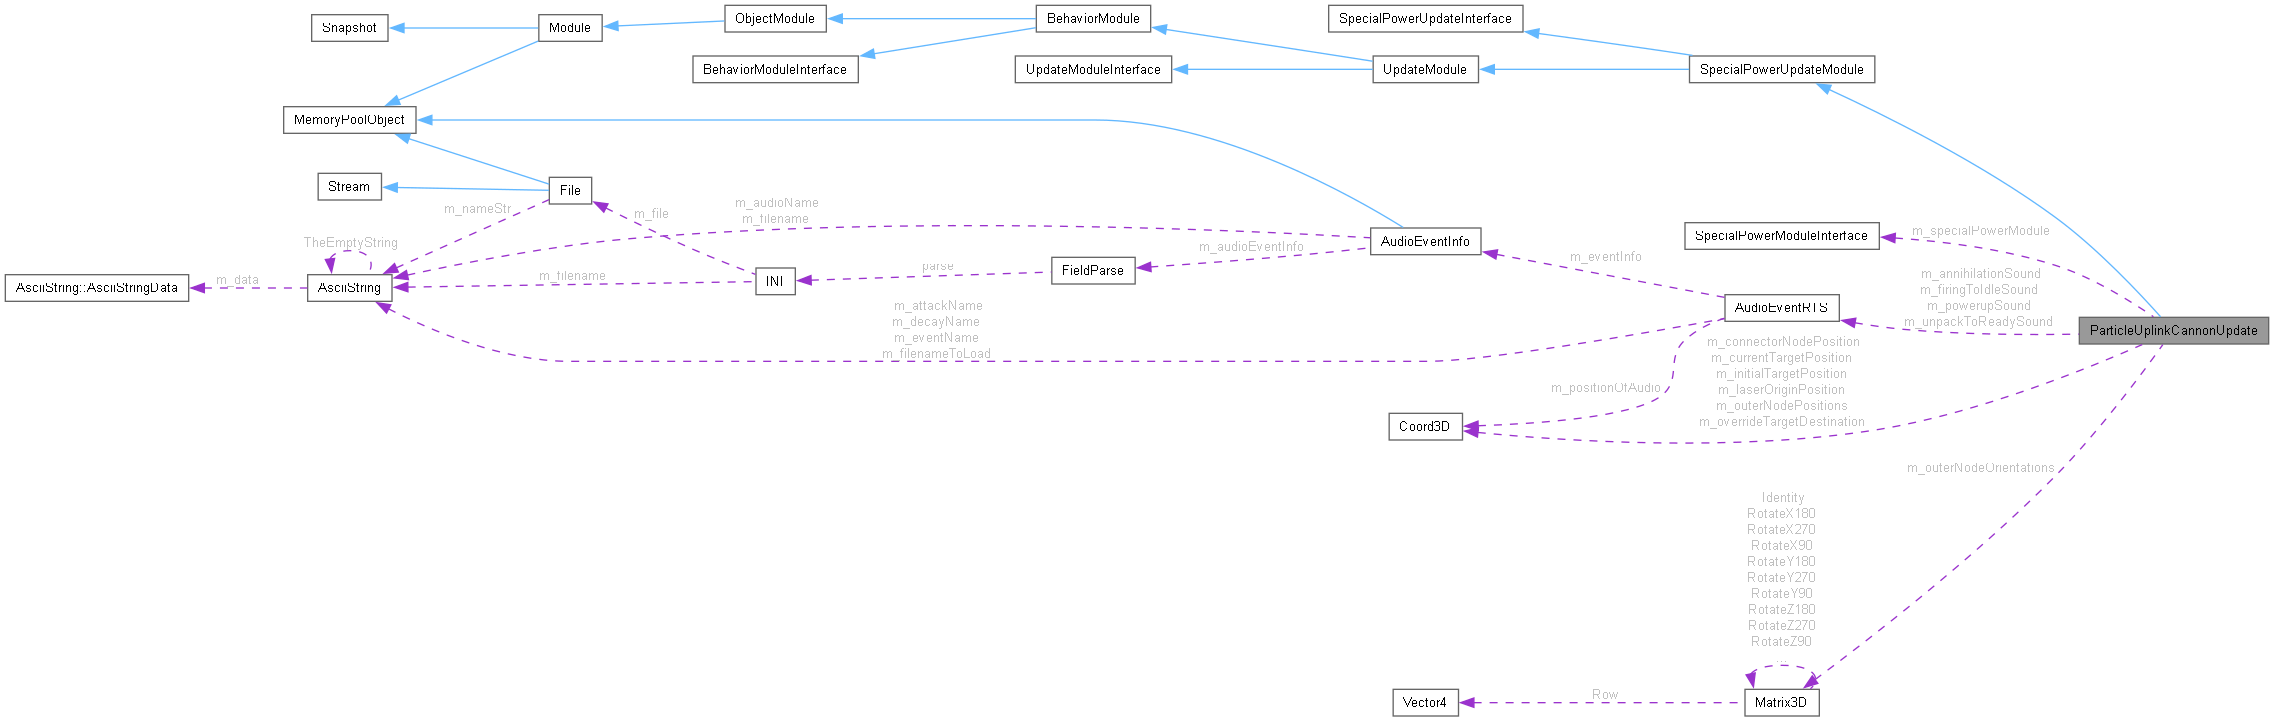 Snapshot
Module
ObjectModule
BehaviorModule
SpecialPowerUpdateInterface
BehaviorModuleInterface
UpdateModuleInterface
UpdateModule
SpecialPowerUpdateModule
MemoryPoolObject
Stream
File
m_nameStr
m_file
m_audioName
m_filename
AudioEventInfo
SpecialPowerModuleInterface
m_specialPowerModule
TheEmptyString
m_audioEventInfo
m_eventInfo
AsciiString::AsciiStringData
m_data
AsciiString
m_filename
INI
parse
FieldParse
AudioEventRTS
m_annihilationSound
m_firingToIdleSound
m_powerupSound
m_unpackToReadySound
ParticleUplinkCannonUpdate
m_attackName
m_decayName
m_eventName
m_filenameToLoad
m_positionOfAudio
m_connectorNodePosition
m_currentTargetPosition
m_initialTargetPosition
m_laserOriginPosition
m_outerNodePositions
m_overrideTargetDestination
Coord3D
m_outerNodeOrientations
Identity
RotateX180
RotateX270
RotateX90
RotateY180
RotateY270
RotateY90
RotateZ180
RotateZ270
RotateZ90
...
Vector4
Row
Matrix3D